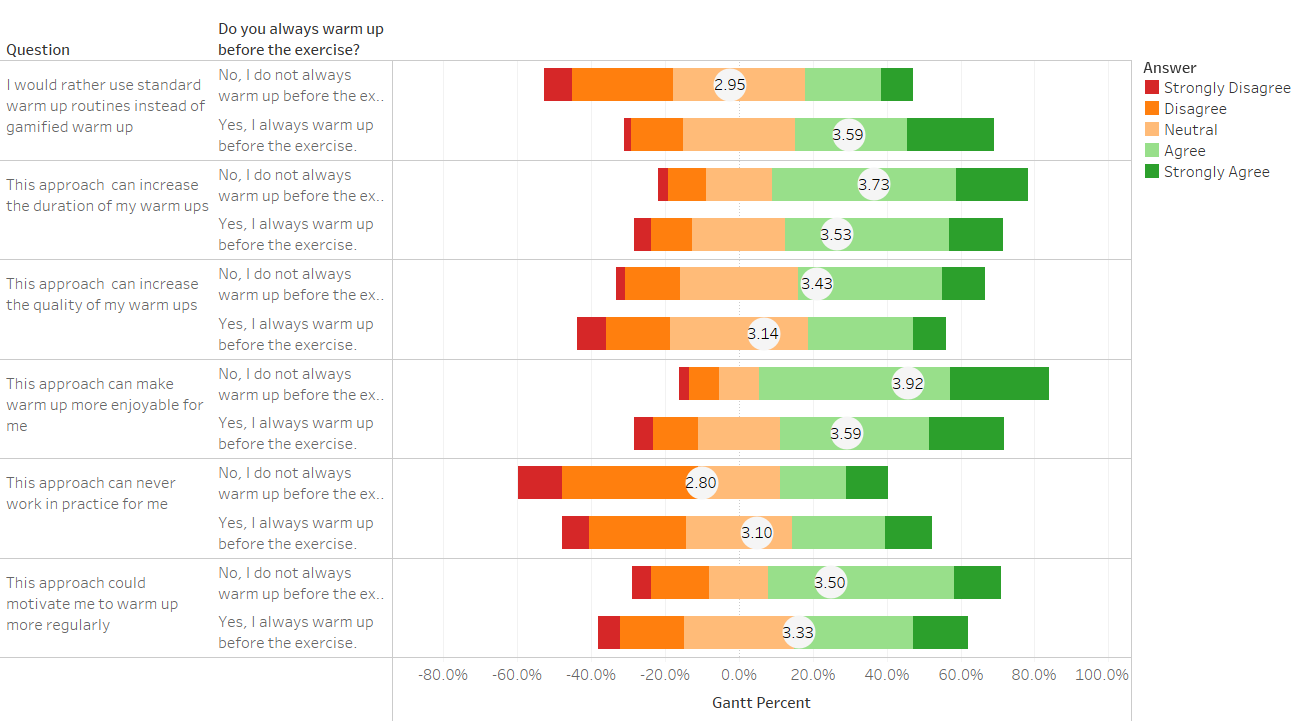 Question
Do you always warm up
before the exercise?
I would rather use standard
warm up routines instead of
gamified warm up
No, I do not always
warm up before the ex..
2.95
Yes, I always warm up
before the exercise.
3.59
This approach  can increase
the duration of my warm ups
No, I do not always
warm up before the ex..
3.73
Yes, I always warm up
before the exercise.
3.53
This approach  can increase
the quality of my warm ups
No, I do not always
warm up before the ex..
3.43
Yes, I always warm up
before the exercise.
3.14
This approach can make
warm up more enjoyable for
me
No, I do not always
warm up before the ex..
3.92
Yes, I always warm up
before the exercise.
3.59
This approach can never
work in practice for me
No, I do not always
warm up before the ex..
2.80
Yes, I always warm up
before the exercise.
3.10
This approach could
motivate me to warm up
more regularly
No, I do not always
warm up before the ex..
3.50
Yes, I always warm up
before the exercise.
3.33
-80.0% -60.0% -40.0% -20.0% 0.0% 20.0% 40.0% 60.0% 80.0% 100.0%
Gantt Percent
Answer
Strongly Disagree
Disagree
Neutral
Agree
Strongly Agree